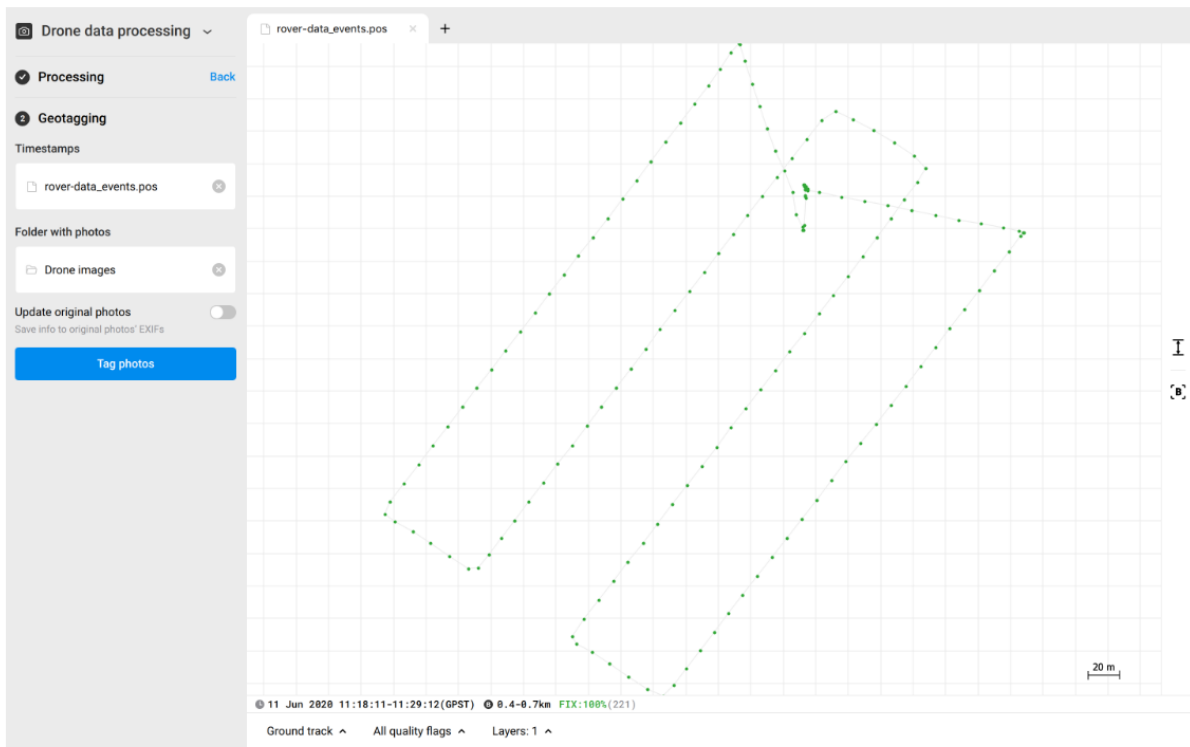 Drone data processing
rover-data_events.pos
Processing
Back
2 Geotagging
Timestamps
rover-data_events.pos
Folder with photos
Drone images
Update original photos
Save info to original photos' EXIFs
Tag photos
B
20 m
11 Jun 2020 11:18:11-11:29:12(GPST) B 0.4-0.7km FIX:100%(221)
Ground track All quality flags Layers: 1